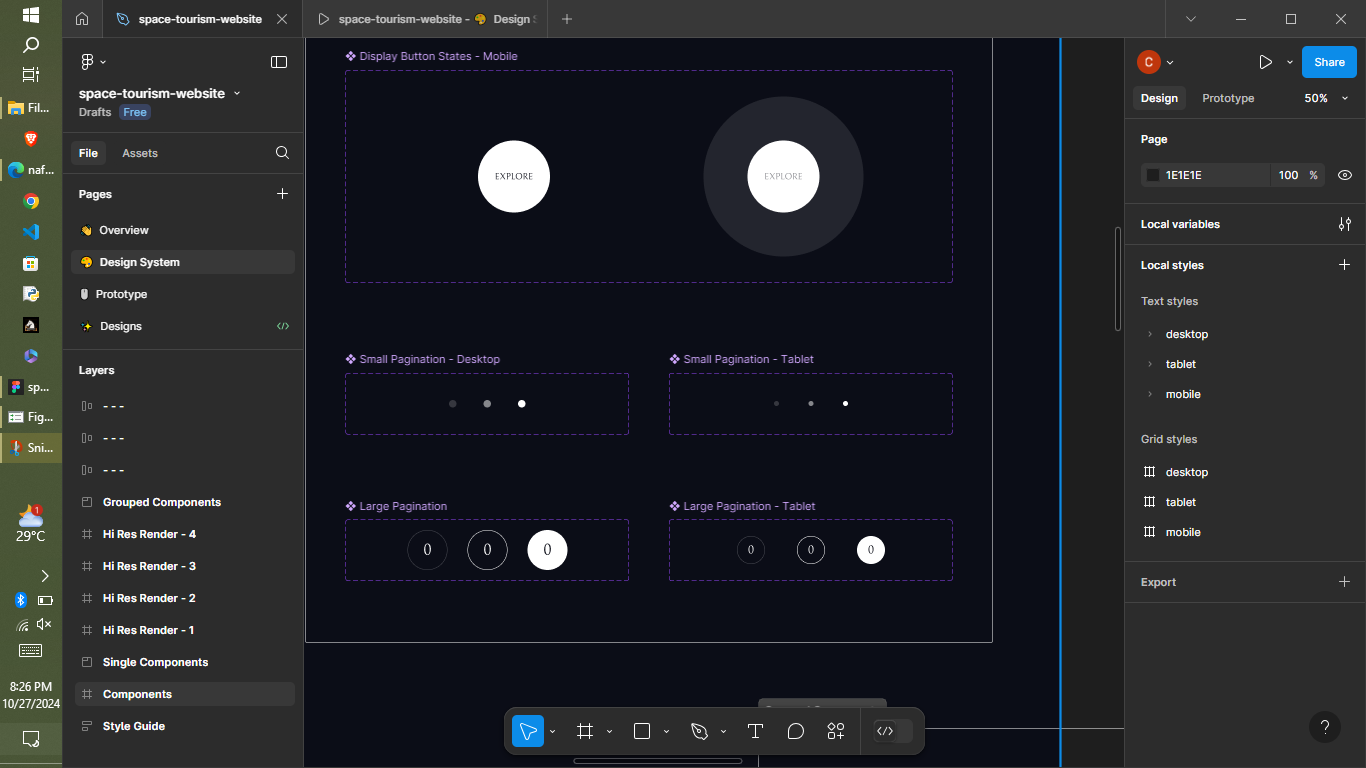 space-tourism-website
space-tourism-website - 🎨 Design S
space-tourism-website
Drafts Free
File Assets
Pages
Overview
Design System
Prototype
Designs
Layers
- - -
- - -
- - -
Grouped Components
Hi Res Render - 4
Hi Res Render - 3
Hi Res Render - 2
Hi Res Render - 1
Single Components
Components
Style Guide
Display Button States - Mobile
EXPLORE EXPLORE
Small Pagination - Desktop
Small Pagination - Tablet
Large Pagination
0 0 0
Large Pagination - Tablet
0 0 0
C
Share
Design Prototype 50%
Page
1E1E1E 100 %
Local variables
Local styles
Text styles
desktop
tablet
mobile
Grid styles
desktop
tablet
mobile
Export
?
Fil...
naf...
sp...
Fig...
Sni...
1
29°C
8:26 PM
10/27/2024